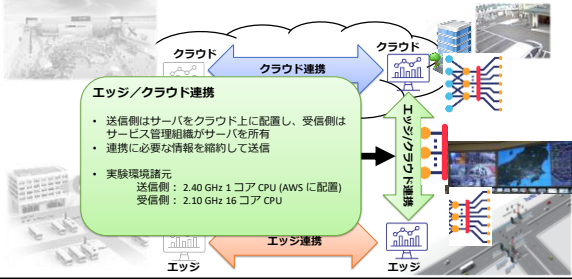 クラウド
クラウド
クラウド連携
エッジ／クラウド連携
• 送信側はサーバをクラウド上に配置し、受信側は
サービス管理組織がサーバを所有
• 連携に必要な情報を縮約して送信
• 実験環境諸元
送信側： 2.40 GHz 1 コア CPU (AWS に配置)
受信側： 2.10 GHz 16 コア CPU
エッジ/クラウド連携
エッジ連携
エッジ
エッジ